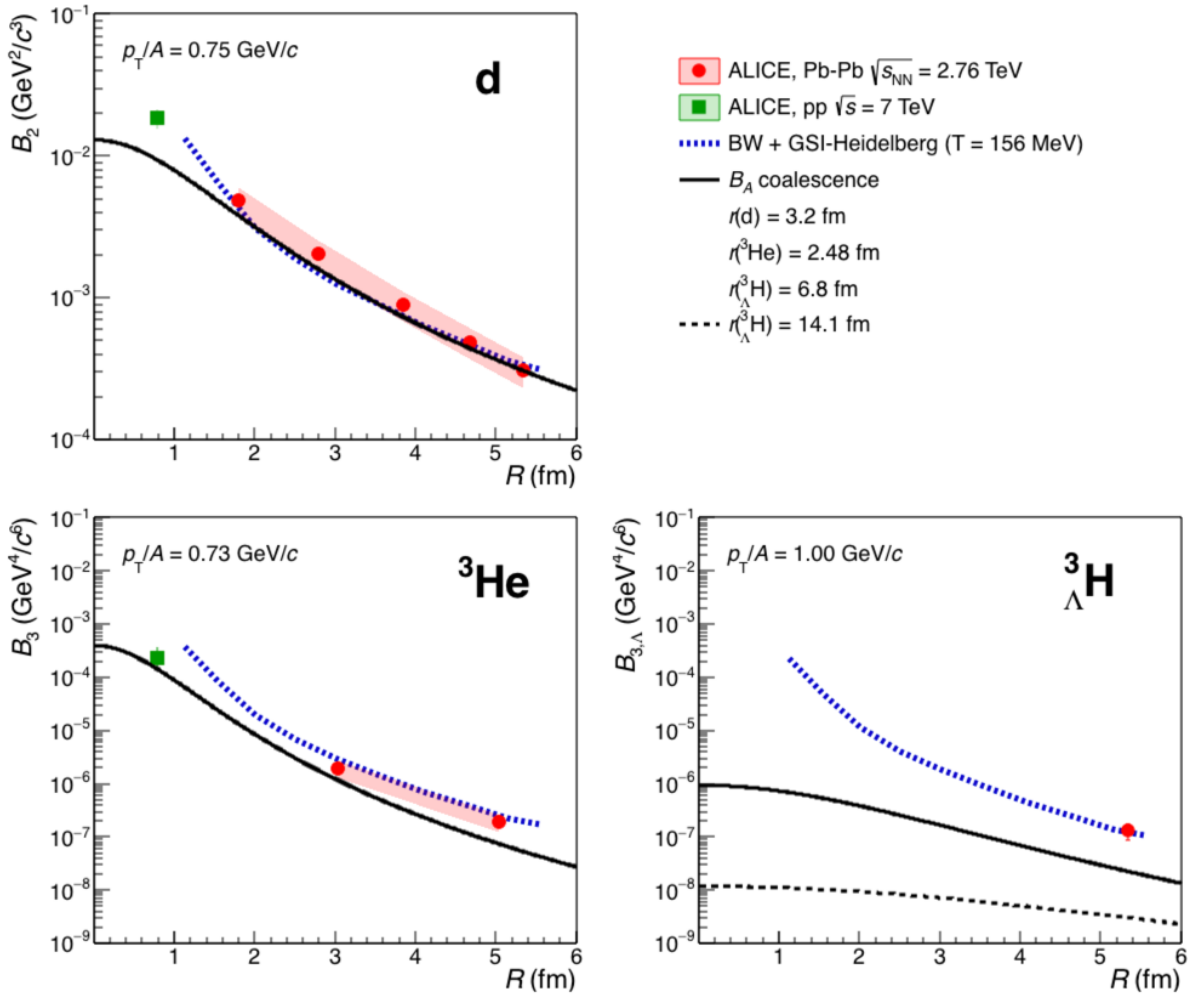 10⁻¹
10⁻²
10⁻³
10⁻⁴
B₂ (GeV²/c³)
p_T/A = 0.75 GeV/c
d
1 2 3 4 5 6
R (fm)
ALICE, Pb-Pb √s_NN = 2.76 TeV
ALICE, pp √s = 7 TeV
BW + GSI-Heidelberg (T = 156 MeV)
B_A coalescence
r(d) = 3.2 fm
r(³He) = 2.48 fm
r(³_ΛH) = 6.8 fm
r(³_ΛH) = 14.1 fm
10⁻¹
10⁻²
10⁻³
10⁻⁴
10⁻⁵
10⁻⁶
10⁻⁷
10⁻⁸
10⁻⁹
B₃ (GeV⁴/c⁶)
p_T/A = 0.73 GeV/c
³He
1 2 3 4 5 6
R (fm)
10⁻¹
10⁻²
10⁻³
10⁻⁴
10⁻⁵
10⁻⁶
10⁻⁷
10⁻⁸
10⁻⁹
B_3,Λ (GeV⁴/c⁶)
p_T/A = 1.00 GeV/c
³_ΛH
1 2 3 4 5 6
R (fm)